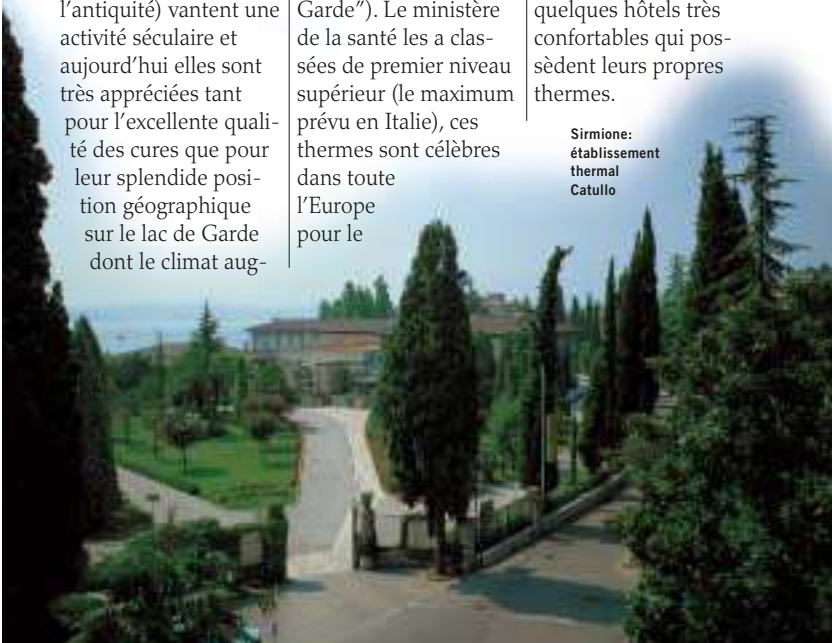 l’antiquité) vantent une
activité séculaire et
aujourd’hui elles sont
très appréciées tant
pour l’excellente quali-
té des cures que pour
leur splendide posi-
tion géographique
sur le lac de Garde
dont le climat aug-
Garde”). Le ministère
de la santé les a clas-
sées de premier niveau
supérieur (le maximum
prévu en Italie), ces
thermes sont célèbres
dans toute
l’Europe
pour le
quelques hôtels très
confortables qui pos-
sèdent leurs propres
thermes.
Sirmione:
établissement
thermal
Catullo